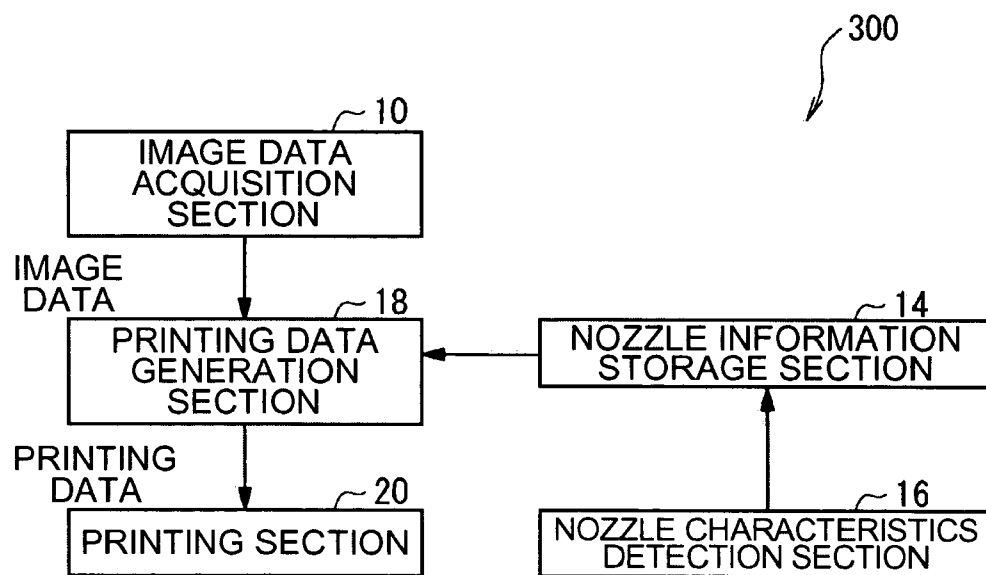 300
10
IMAGE DATA
ACQUISITION
SECTION
IMAGE
DATA
18
PRINTING DATA
GENERATION
SECTION
14
NOZZLE INFORMATION
STORAGE SECTION
PRINTING
DATA
20
PRINTING SECTION
16
NOZZLE CHARACTERISTICS
DETECTION SECTION